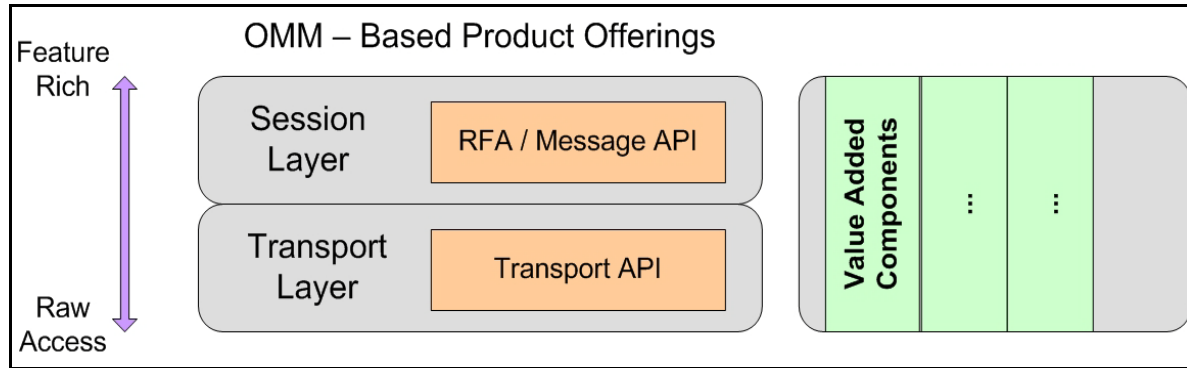 OMM – Based Product Offerings
Feature
Rich
Raw
Access
Session
Layer
RFA / Message API
Transport
Layer
Transport API
Value Added
Components
...
...